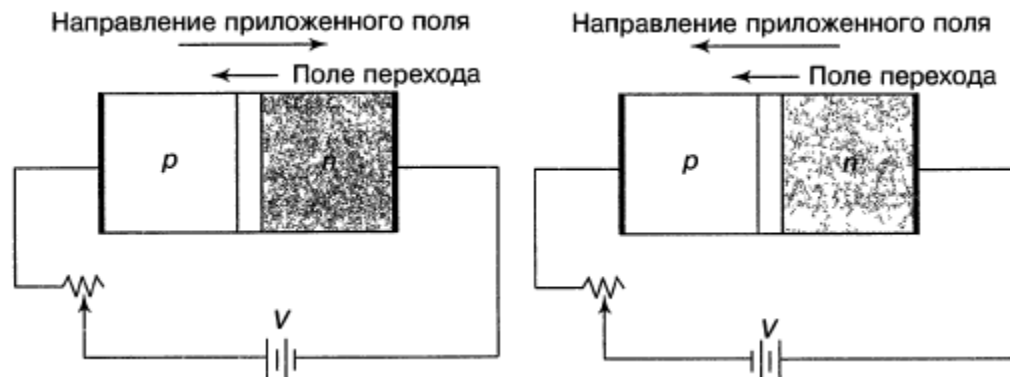 Направление приложенного поля
Поле перехода
p
n
V
Направление приложенного поля
Поле перехода
p
n
V